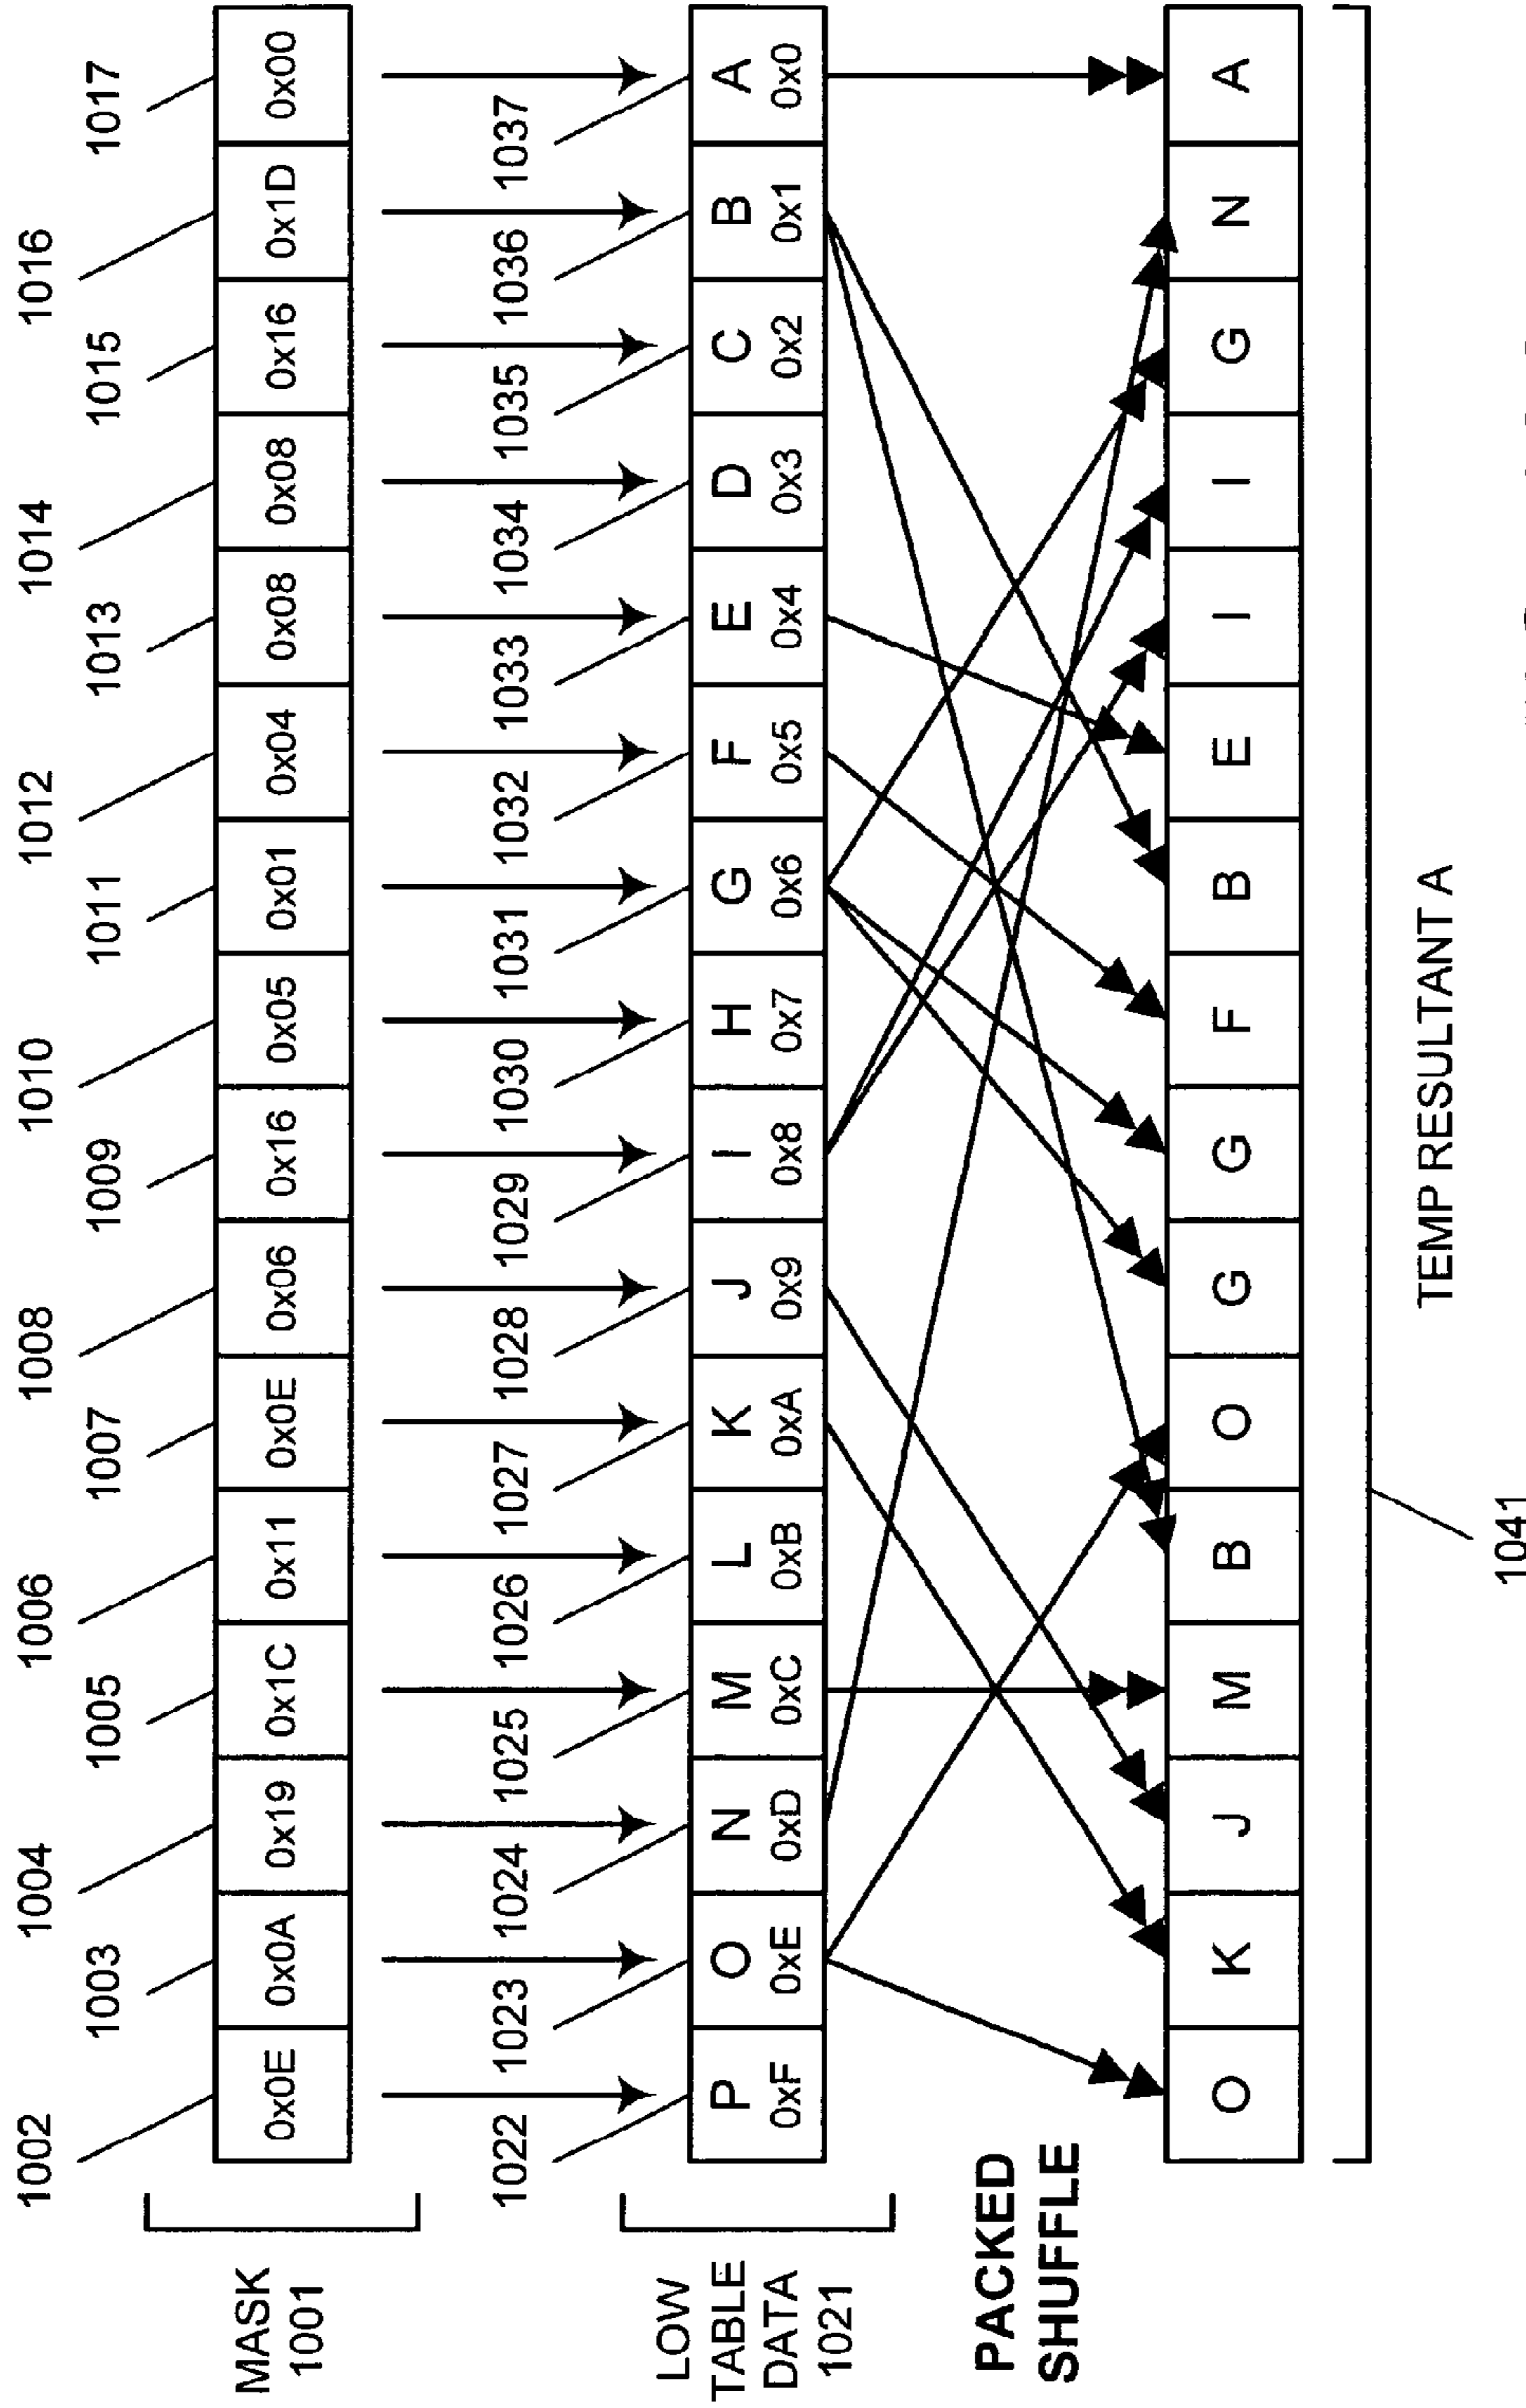 1002 1004 1006 1008 1010 1012 1014 1016
1003 1005 1007 1009 1011 1013 1015 1017
MASK
1001
0x0E 0x0A 0x19 0x1C 0x11 0x0E 0x06 0x16 0x05 0x01 0x04 0x08 0x08 0x16 0x1D 0x00
1022 1023 1024 1025 1026 1027 1028 1029 1030 1031 1032 1033 1034 1035 1036 1037
LOW
TABLE
DATA
1021
P O N M L K J I H G F E D C B A
0xF 0xE 0xD 0xC 0xB 0xA 0x9 0x8 0x7 0x6 0x5 0x4 0x3 0x2 0x1 0x0
PACKED
SHUFFLE
O K J M B O G G F B E I I G N A
TEMP RESULTANT A
1041